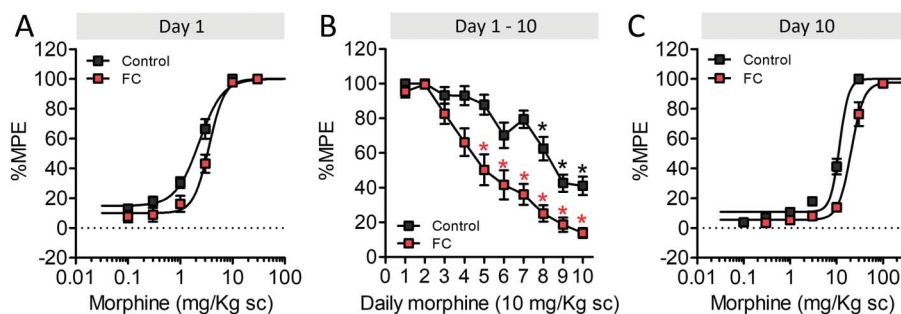 A
Day 1
%MPE
120
100
80
60
40
20
0
-20
Control
FC
0.01
0.1
1
10
100
Morphine (mg/Kg sc)
B
Day 1 - 10
%MPE
120
100
80
60
40
20
0
*
*
*
*
*
*
*
*
*
Control
FC
1 2 3 4 5 6 7 8 9 10
Daily morphine (10 mg/Kg sc)
C
Day 10
%MPE
120
100
80
60
40
20
0
-20
Control
FC
0.01
0.1
1
10
100
Morphine (mg/Kg sc)